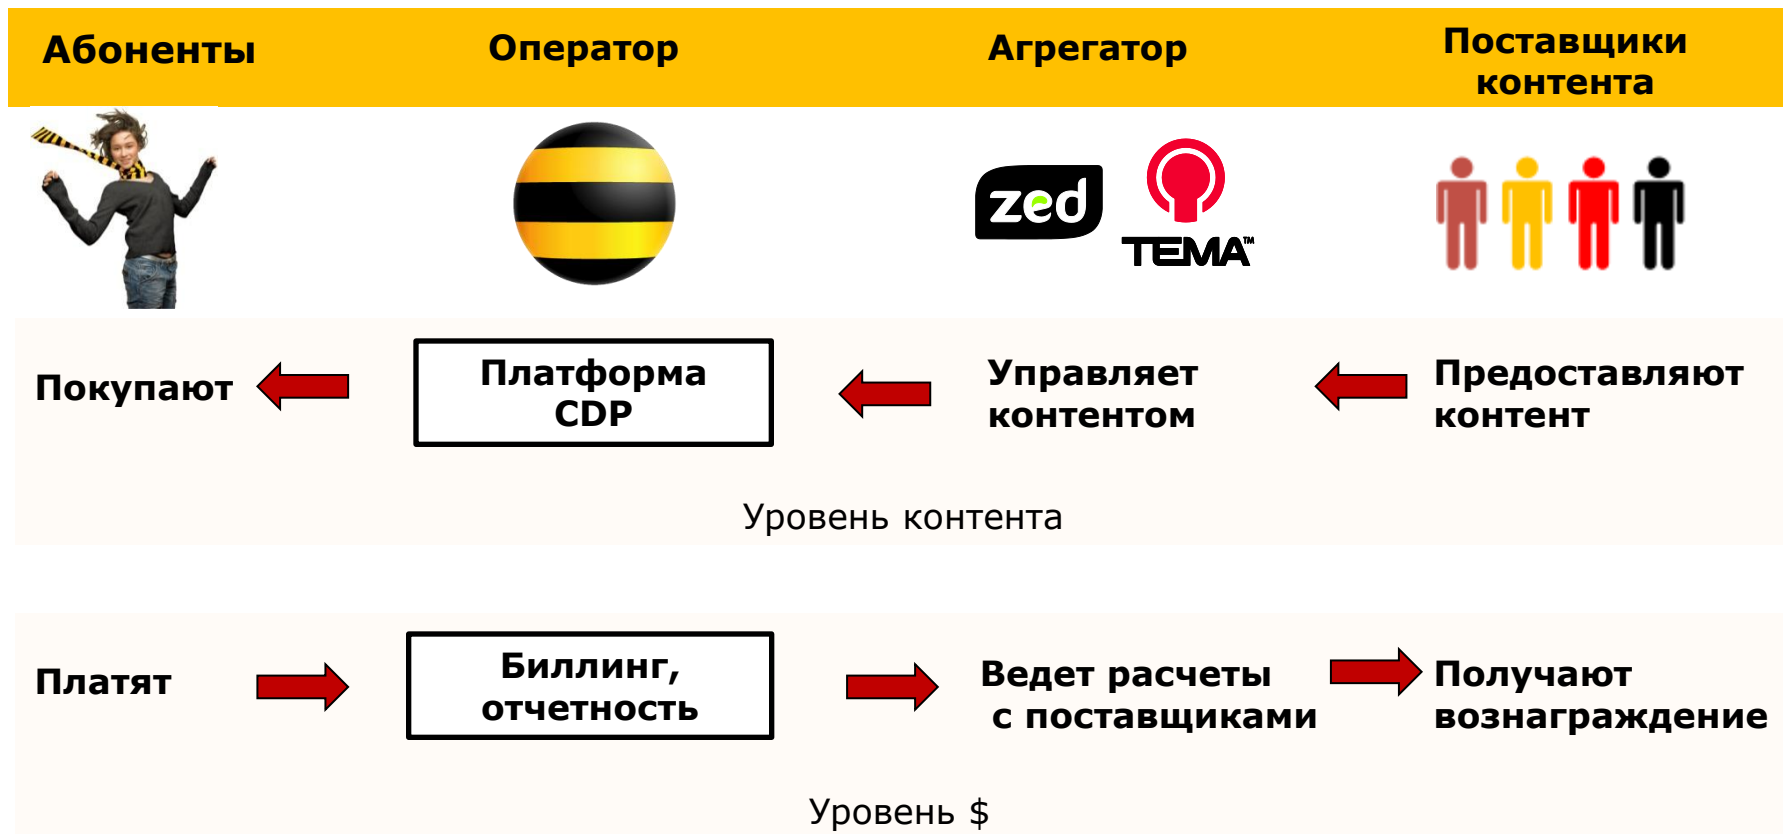 Абоненты
Оператор
Агрегатор
Поставщики
контента
zed
TEMA™
Покупают
Платформа
CDP
Управляет
контентом
Предоставляют
контент
Уровень контента
Платят
Биллинг,
отчетность
Ведет расчеты
с поставщиками
Получают
вознаграждение
Уровень $